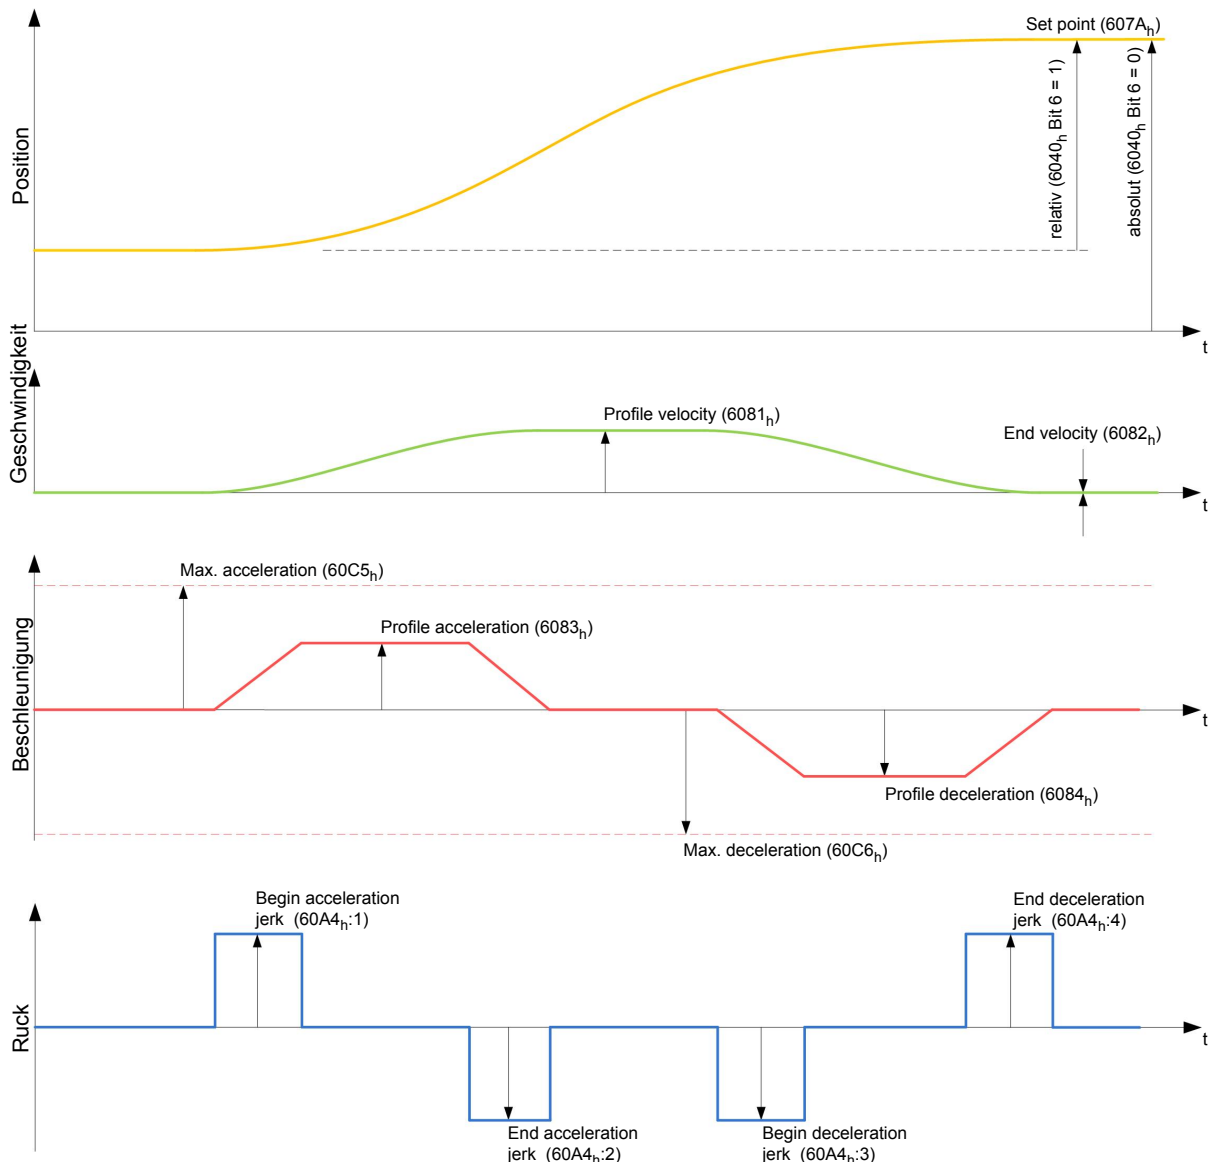 Set point (607Ah)
Position
relativ (6040h Bit 6 = 1)
absolut (6040h Bit 6 = 0)
t
Geschwindigkeit
Profile velocity (6081h)
End velocity (6082h)
t
Beschleunigung
Max. acceleration (60C5h)
Profile acceleration (6083h)
t
Profile deceleration (6084h)
Max. deceleration (60C6h)
Ruck
Begin acceleration
jerk (60A4h:1)
End deceleration
jerk (60A4h:4)
t
End acceleration
jerk (60A4h:2)
Begin deceleration
jerk (60A4h:3)